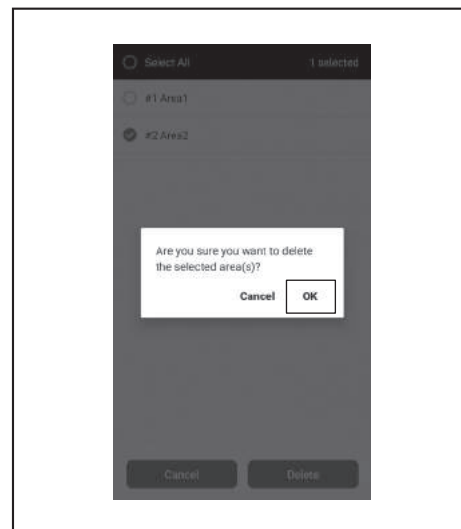 Select All 1 selected
#1 Area1
#2 Area2
Are you sure you want to delete
the selected area(s)?
Cancel OK
Cancel Delete